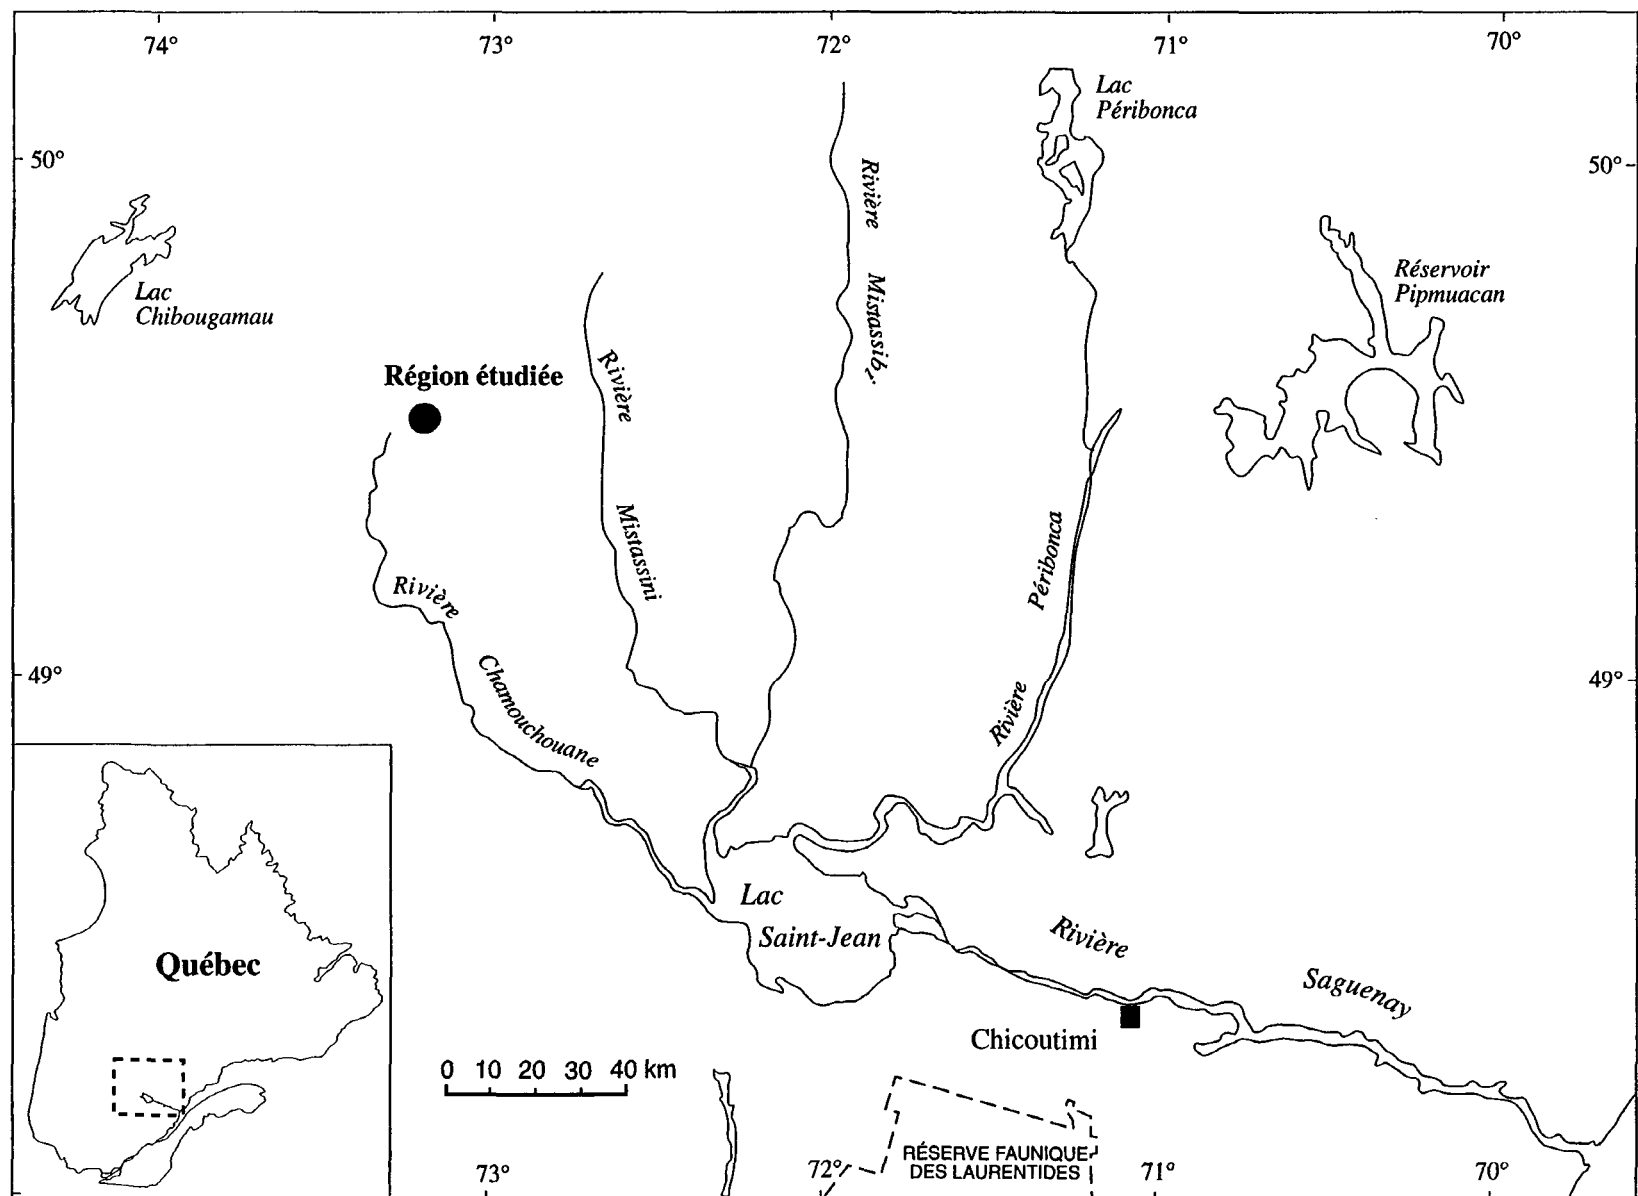 74° 73° 72° 71° 70°
Lac
Péribonca
50° 50°
Rivière Mistassibi
Réservoir
Pipmuacan
Lac
Chibougamau
Région étudiée
Rivière Mistassini
Rivière Péribonca
Rivière Chamouchouane
49° 49°
Lac
Saint-Jean
Rivière Saguenay
Québec
Chicoutimi
0 10 20 30 40 km
RÉSERVE FAUNIQUE
DES LAURENTIDES
73° 72° 71° 70°